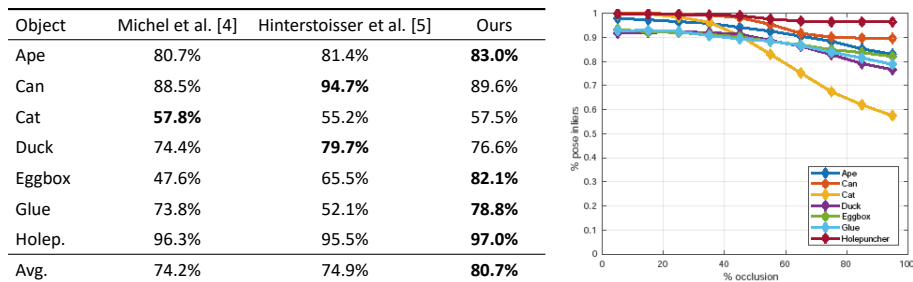 Object Michel et al. [4] Hinterstoisser et al. [5] Ours
Ape 80.7% 81.4% 83.0%
Can 88.5% 94.7% 89.6%
Cat 57.8% 55.2% 57.5%
Duck 74.4% 79.7% 76.6%
Eggbox 47.6% 65.5% 82.1%
Glue 73.8% 52.1% 78.8%
Holep. 96.3% 95.5% 97.0%
Avg. 74.2% 74.9% 80.7%
% pose inliers
1
0.9
0.8
0.7
0.6
0.5
0.4
0.3
0.2
0.1
0
Ape
Can
Cat
Duck
Eggbox
Glue
Holepuncher
0 20 40 60 80 100
% occlusion